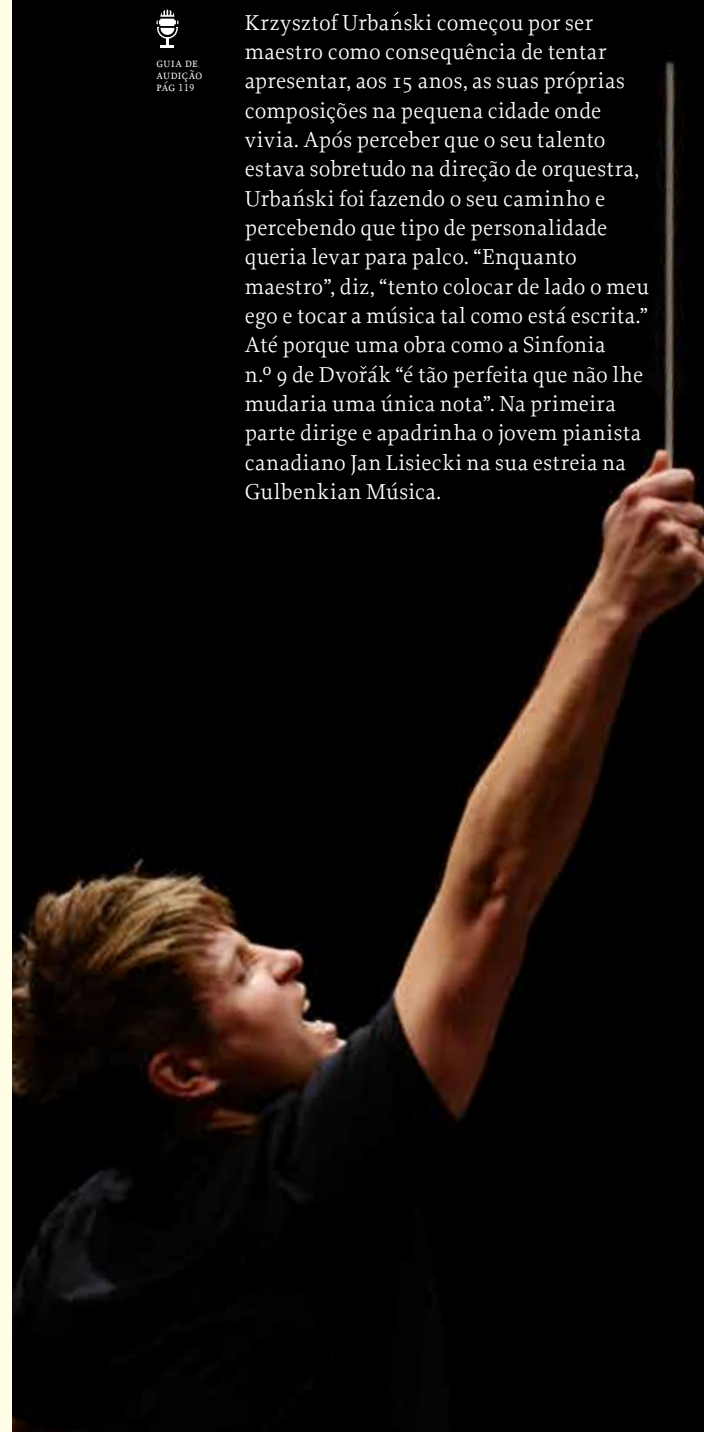 GUIA DE
AUDIÇÃO
PÁG 119
Krzysztof Urbański começou por ser
maestro como consequência de tentar
apresentar, aos 15 anos, as suas próprias
composições na pequena cidade onde
vivia. Após perceber que o seu talento
estava sobretudo na direção de orquestra,
Urbański foi fazendo o seu caminho e
percebendo que tipo de personalidade
queria levar para palco. “Enquanto
maestro”, diz, “tento colocar de lado o meu
ego e tocar a música tal como está escrita.”
Até porque uma obra como a Sinfonia
n.º 9 de Dvořák “é tão perfeita que não lhe
mudaria uma única nota”. Na primeira
parte dirige e apadrinha o jovem pianista
canadiano Jan Lisiecki na sua estreia na
Gulbenkian Música.